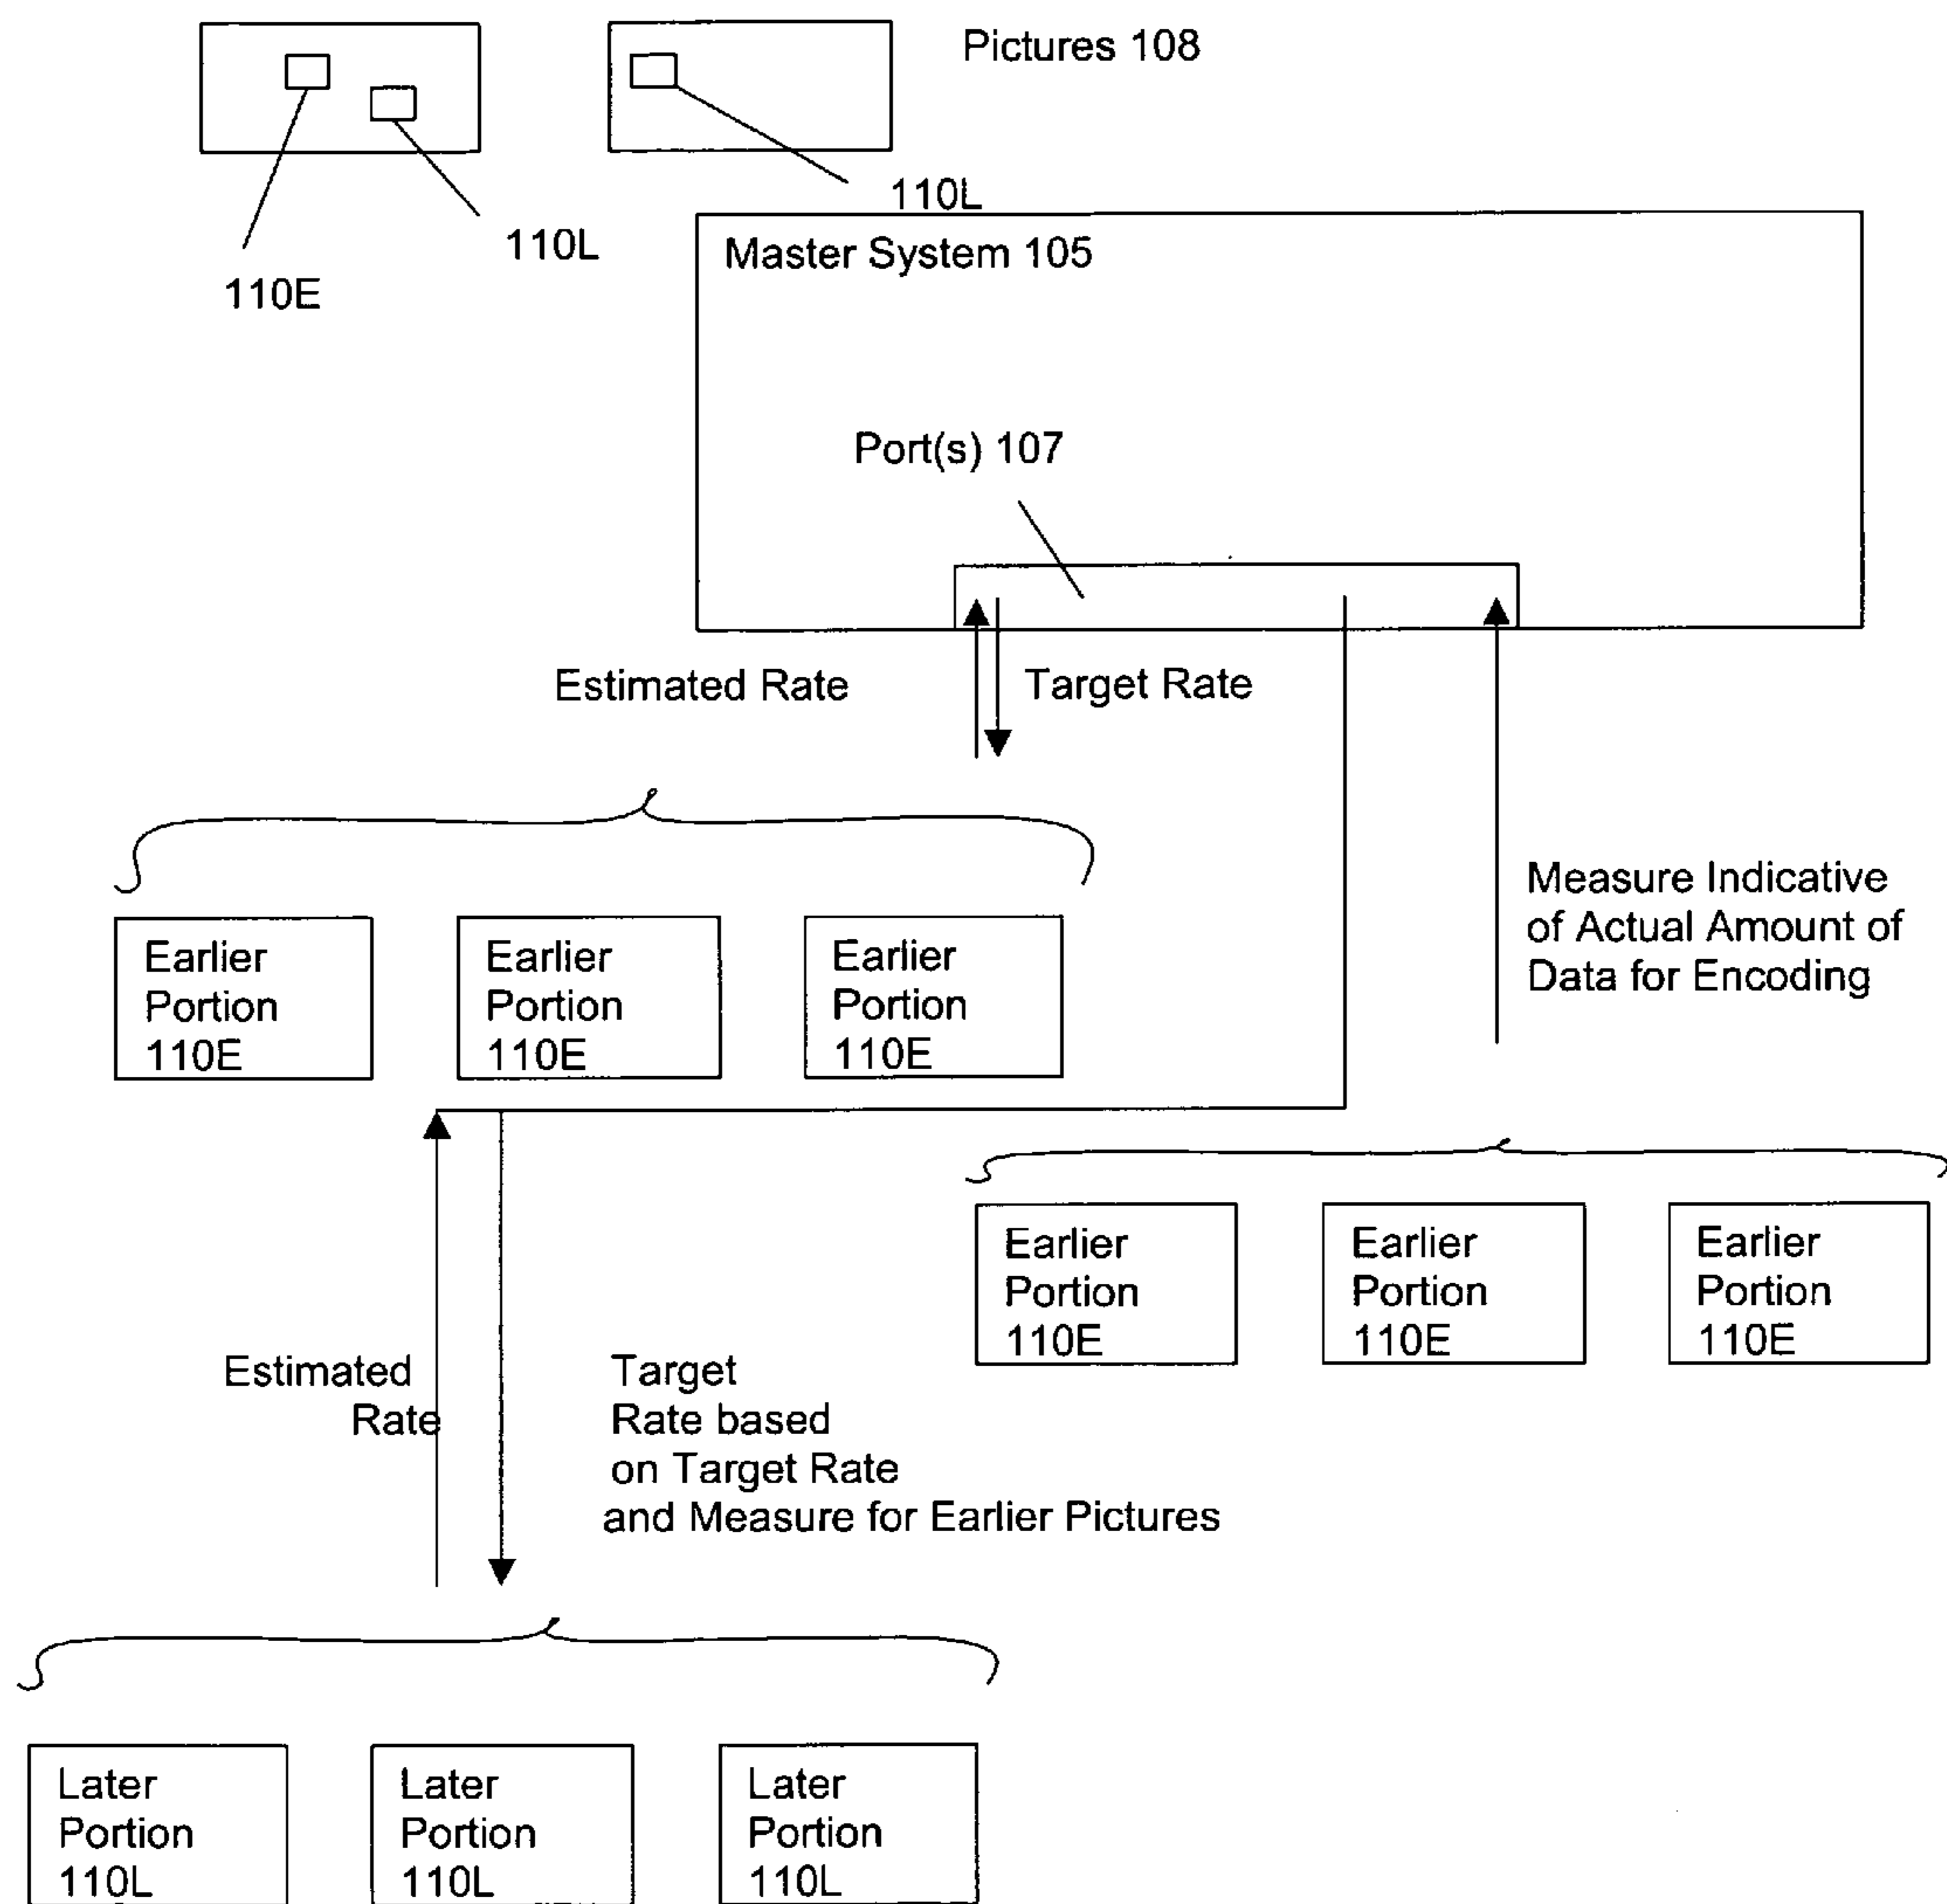 Pictures 108
110L
110L
110E
Master System 105
Port(s) 107
Estimated Rate
Target Rate
Measure Indicative
of Actual Amount of
Data for Encoding
Earlier
Portion
110E
Earlier
Portion
110E
Earlier
Portion
110E
Earlier
Portion
110E
Earlier
Portion
110E
Earlier
Portion
110E
Estimated
Rate
Target
Rate based
on Target Rate
and Measure for Earlier Pictures
Later
Portion
110L
Later
Portion
110L
Later
Portion
110L